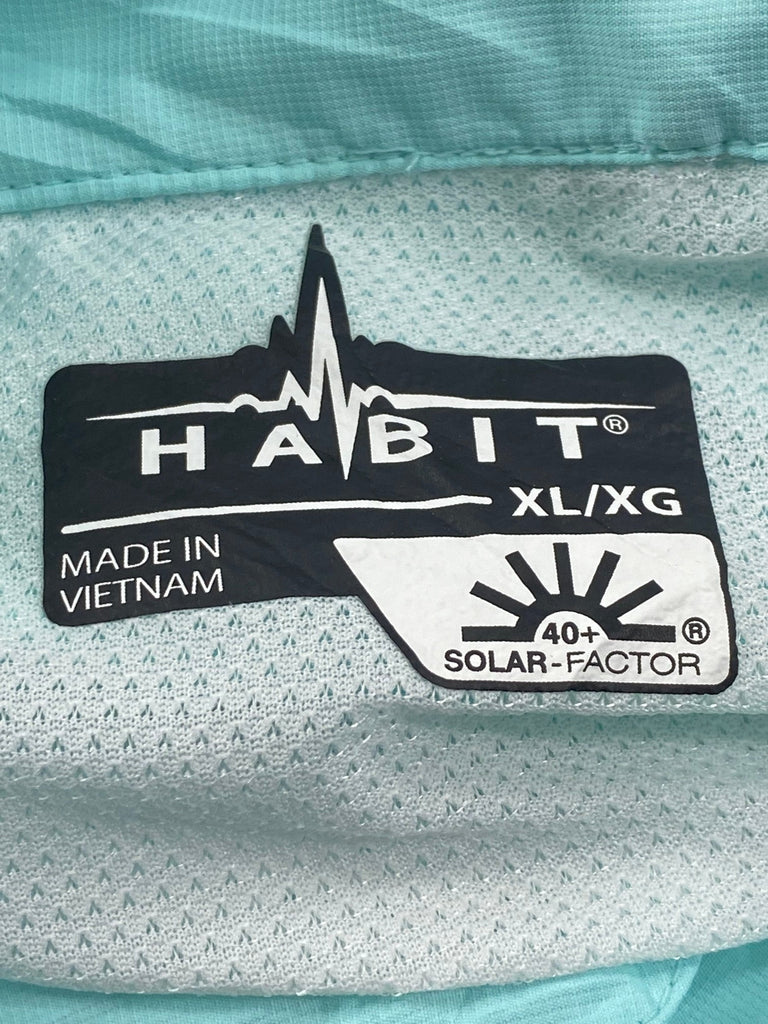 HABIT®
XL/XG
MADE IN
VIETNAM
40+
SOLAR-FACTOR®